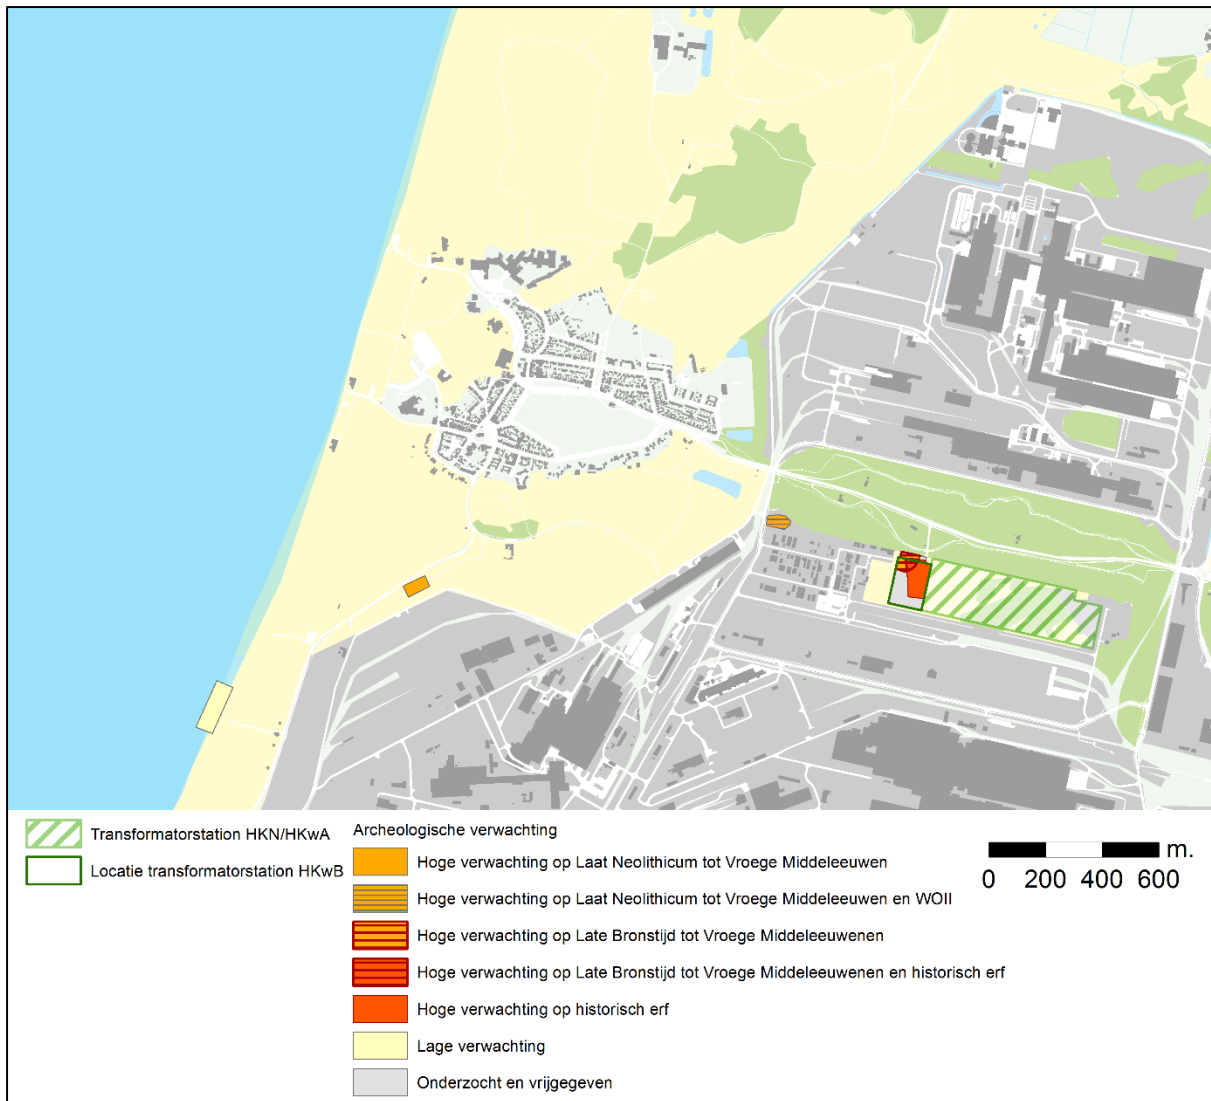 Transformatorstation HKN/HKwA
Locatie transformatorstation HKwB
Archeologische verwachting
Hoge verwachting op Laat Neolithicum tot Vroege Middeleeuwen
Hoge verwachting op Laat Neolithicum tot Vroege Middeleeuwen en WOII
Hoge verwachting op Late Bronstijd tot Vroege Middeleeuwenen
Hoge verwachting op Late Bronstijd tot Vroege Middeleeuwenen en historisch erf
Hoge verwachting op historisch erf
Lage verwachting
Onderzocht en vrijgegeven
m.
0 200 400 600